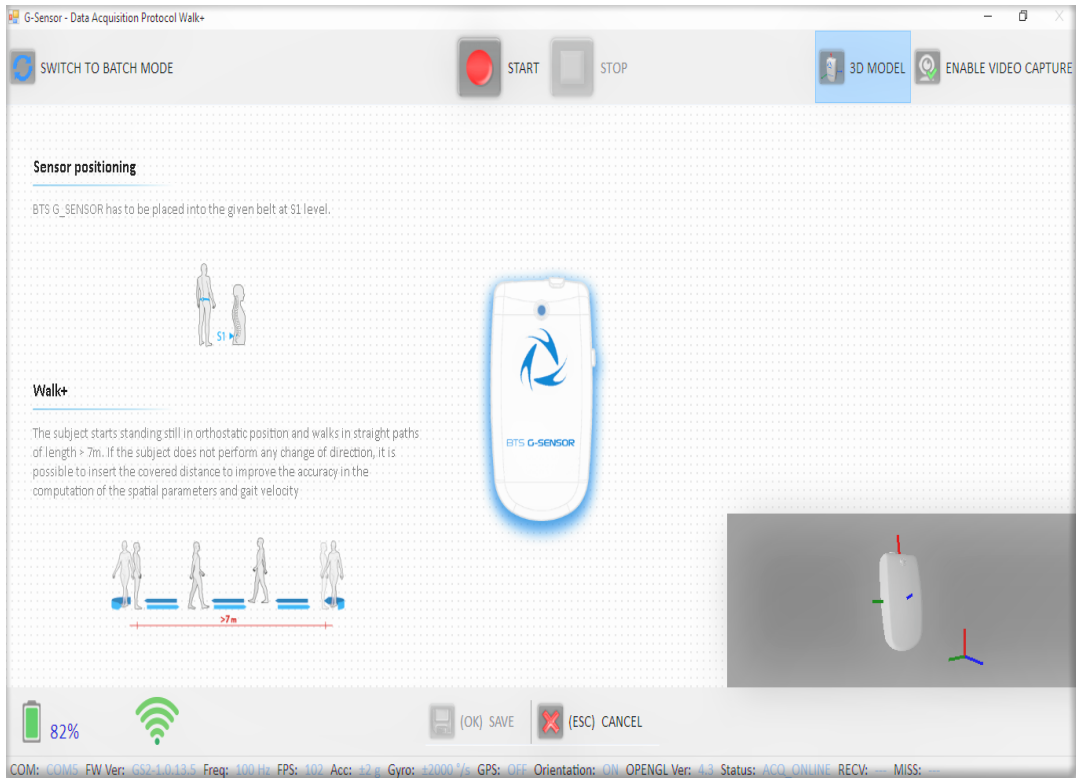 G-Sensor - Data Acquisition Protocol Walk+
SWITCH TO BATCH MODE
START
STOP
3D MODEL
ENABLE VIDEO CAPTURE
Sensor positioning
BTS G_SENSOR has to be placed into the given belt at S1 level.
S1
Walk+
The subject starts standing still in orthostatic position and walks in straight paths
of length > 7m. If the subject does not perform any change of direction, it is
possible to insert the covered distance to improve the accuracy in the
computation of the spatial parameters and gait velocity
>7m
BTS G-SENSOR
82%
(OK) SAVE
(ESC) CANCEL
COM: COM5 FW Ver: GS2-1.0.13.5 Freq: 100 Hz FPS: 102 Acc: ±2 g Gyro: ±2000 °/s GPS: OFF Orientation: ON OPENGL Ver: 4.3 Status: ACQ_ONLINE RECV: --- MISS: ---